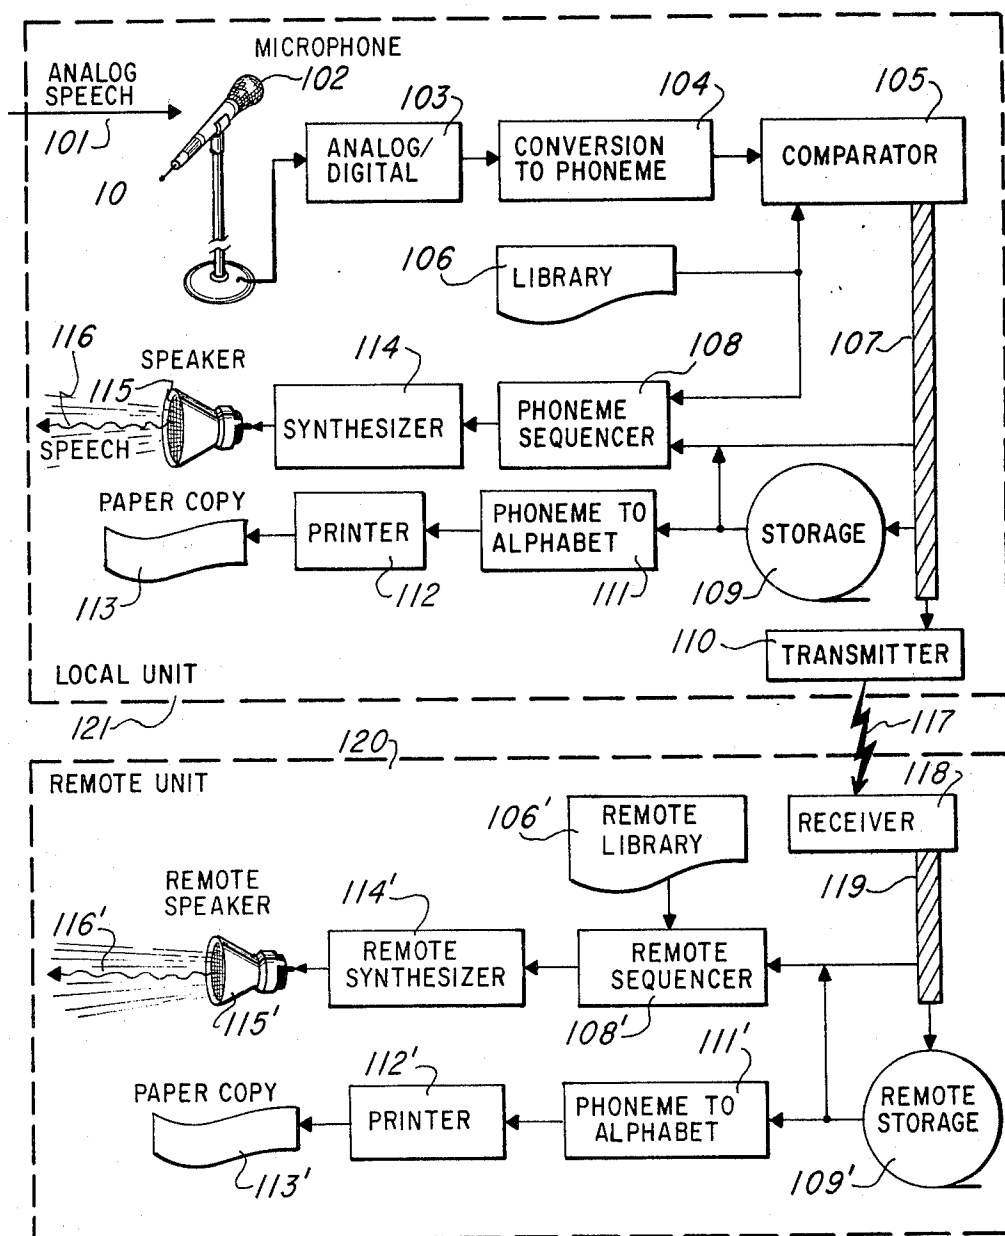 MICROPHONE
102
ANALOG
SPEECH
101
10
103
ANALOG/
DIGITAL
104
CONVERSION
TO PHONEME
105
COMPARATOR
106
LIBRARY
107
116
SPEAKER
115
SPEECH
114
SYNTHESIZER
108
PHONEME
SEQUENCER
PAPER COPY
113
PRINTER
112
PHONEME TO
ALPHABET
111
STORAGE
109
110
TRANSMITTER
LOCAL UNIT
121
117
120
REMOTE UNIT
106'
REMOTE
LIBRARY
118
RECEIVER
119
REMOTE
SPEAKER
116'
115'
114'
REMOTE
SYNTHESIZER
REMOTE
SEQUENCER
108'
111'
PAPER COPY
113'
112'
PRINTER
PHONEME TO
ALPHABET
REMOTE
STORAGE
109'